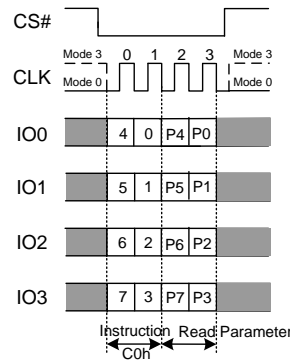 CS#
Mode 3 0 1 2 3 Mode 3
CLK
Mode 0 Mode 0
IO0 4 0 P4 P0
IO1 5 1 P5 P1
IO2 6 2 P6 P2
IO3 7 3 P7 P3
Instruction Read Parameter
C0h